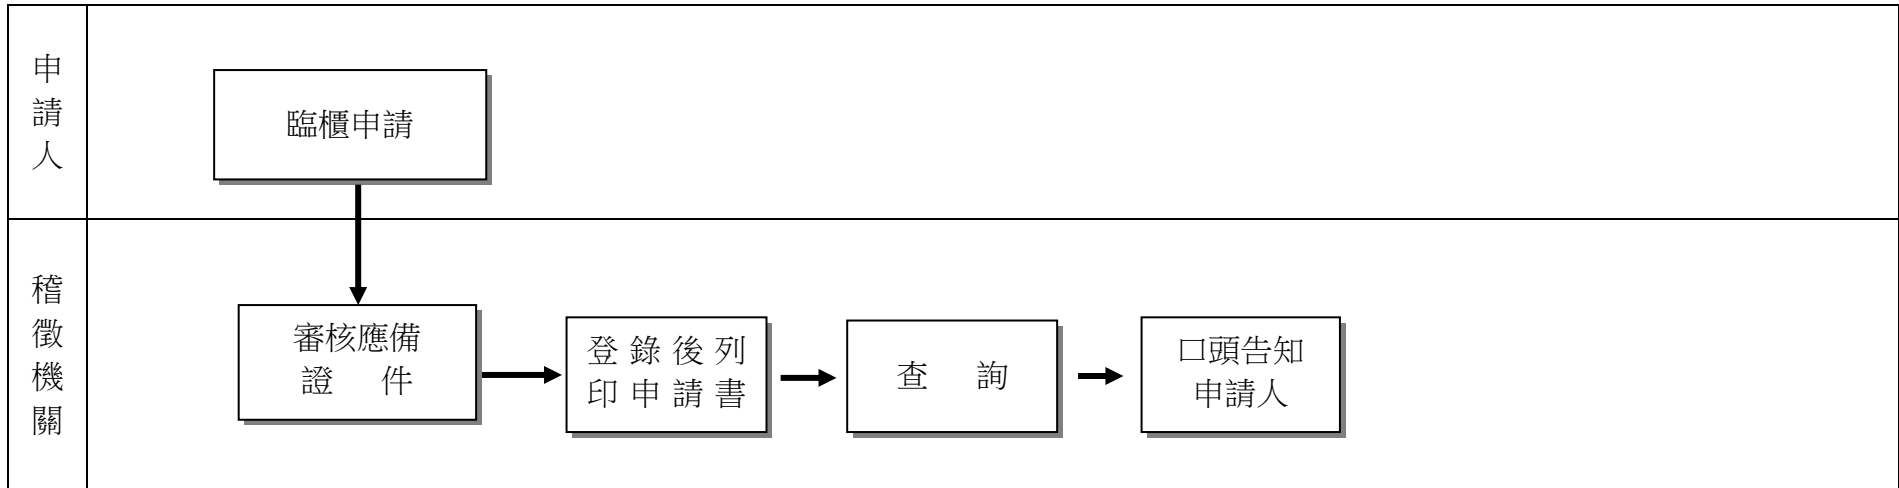 申請人
臨櫃申請
稽徵機關
審核應備
證 件
登錄後列
印申請書
查 詢
口頭告知
申請人